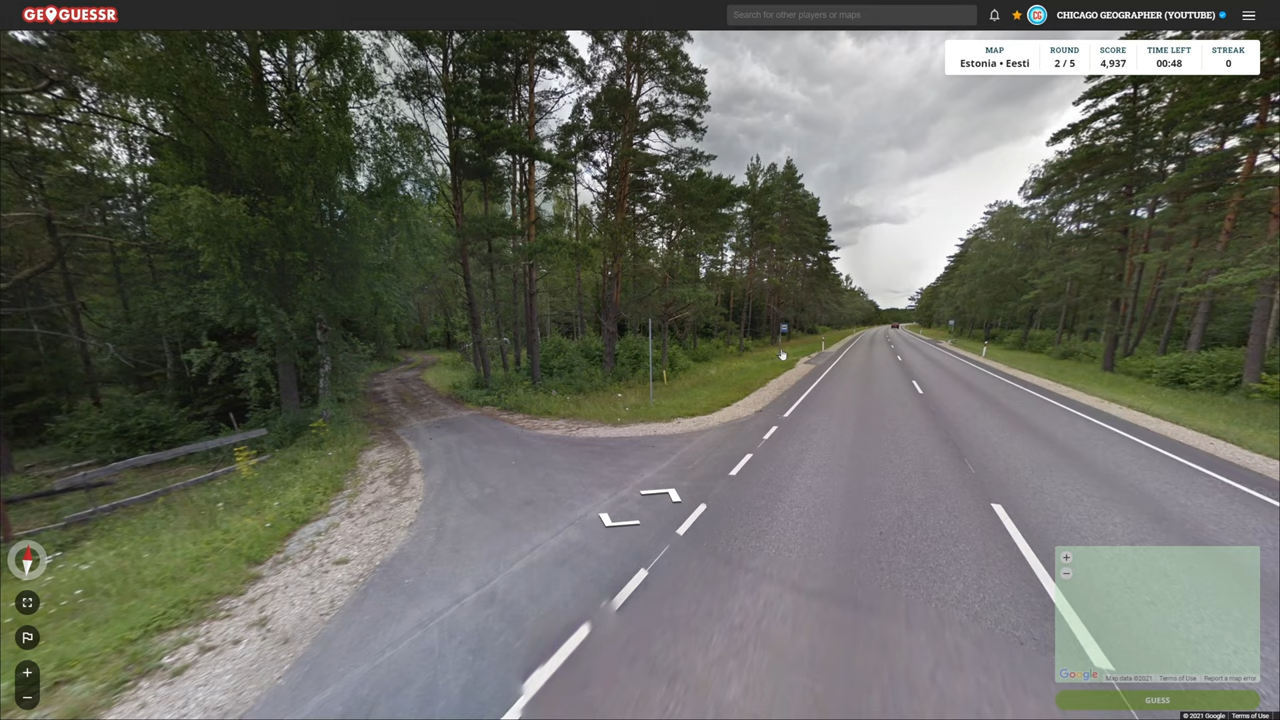 GEOGUESSR
Search for other players or maps
CG
CHICAGO GEOGRAPHER (YOUTUBE)
MAP
Estonia • Eesti
ROUND
2 / 5
SCORE
4,937
TIME LEFT
00:48
STREAK
0
+
−
+
−
Google
Map data ©2021
Terms of Use
Report a map error
GUESS
© 2021 Google
Terms of Use